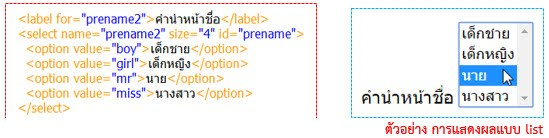 <label for="prename2">คำนำหน้าชื่อ</label>
<select name="prename2" size="4" id="prename">
<option value="boy">เด็กชาย</option>
<option value="girl">เด็กหญิง</option>
<option value="mr">นาย</option>
<option value="miss">นางสาว</option>
</select>
เด็กชาย
เด็กหญิง
นาย
คำนำหน้าชื่อ นางสาว
ตัวอย่าง การแสดงผลแบบ list